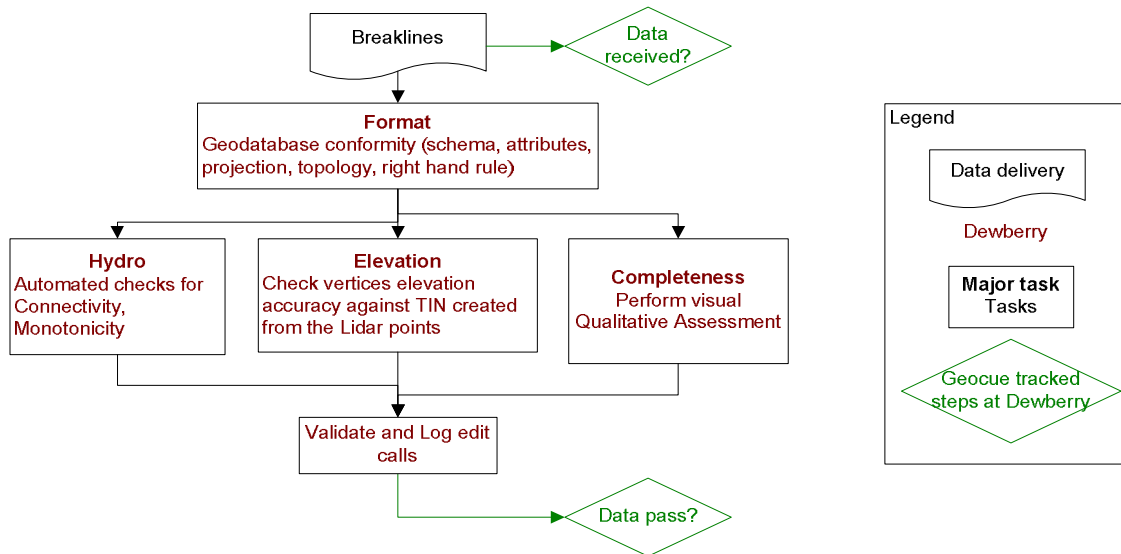 Breaklines
Data
received?
Format
Geodatabase conformity (schema, attributes,
projection, topology, right hand rule)
Hydro
Automated checks for
Connectivity,
Monotonicity
Elevation
Check vertices elevation
accuracy against TIN created
from the Lidar points
Completeness
Perform visual
Qualitative Assessment
Validate and Log edit
calls
Data pass?
Legend
Data delivery
Dewberry
Major task
Tasks
Geocue tracked
steps at Dewberry